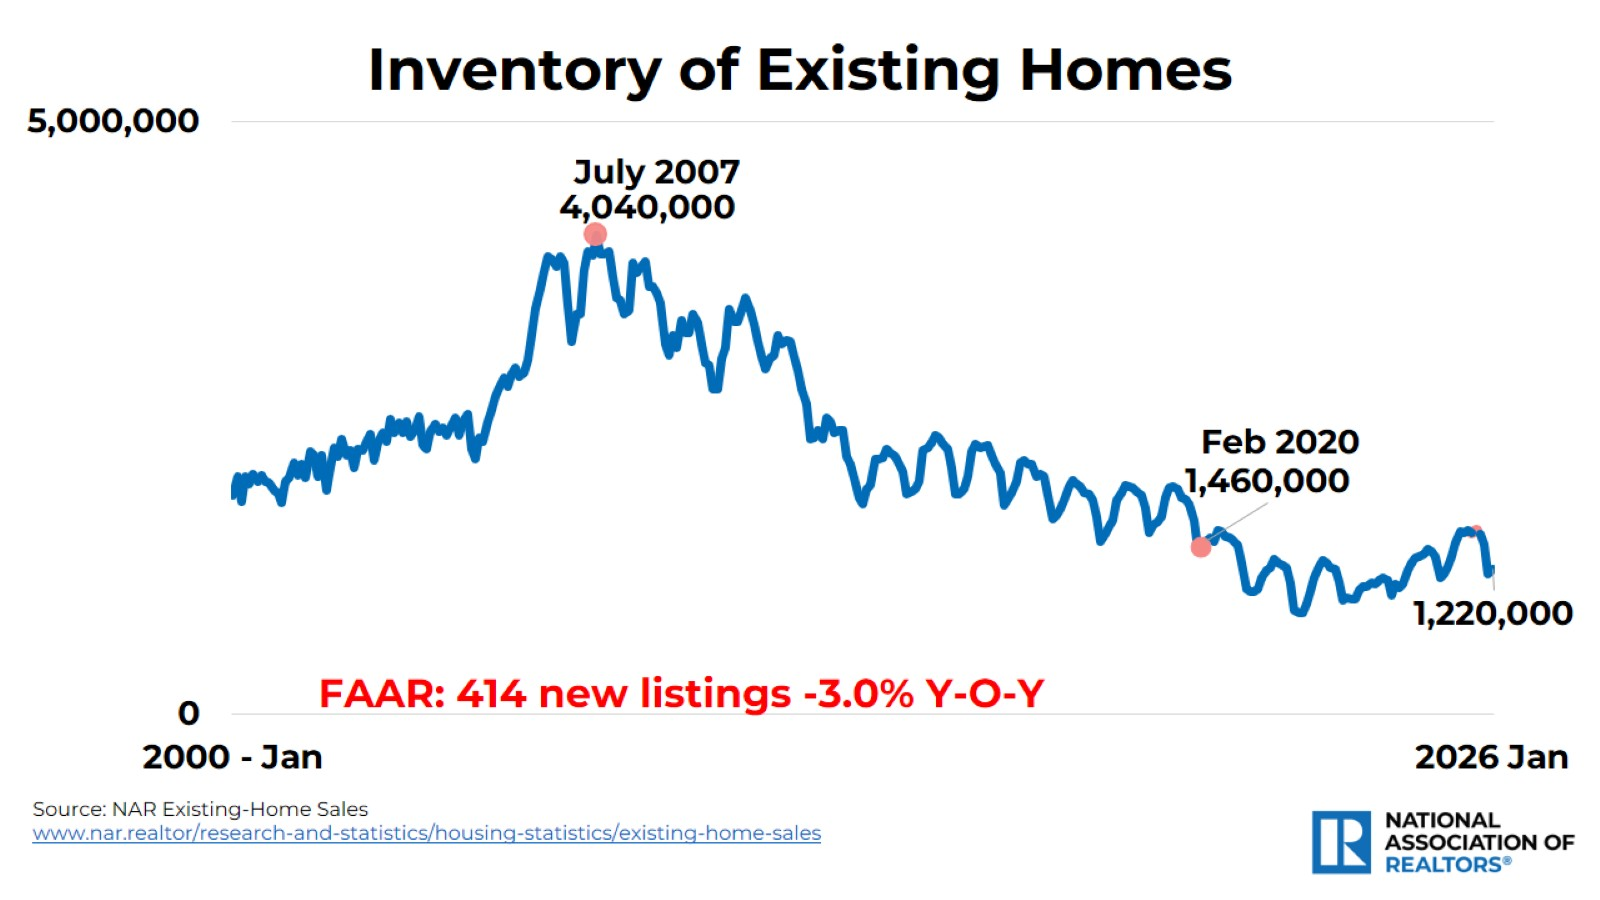 Inventory of Existing Homes
5,000,000
July 2007
4,040,000
Feb 2020
1,460,000
1,220,000
FAAR: 414 new listings -3.0% Y-O-Y
0
2000 - Jan
2026 Jan
Source: NAR Existing-Home Sales
www.nar.realtor/research-and-statistics/housing-statistics/existing-home-sales
R
NATIONAL
ASSOCIATION OF
REALTORS®